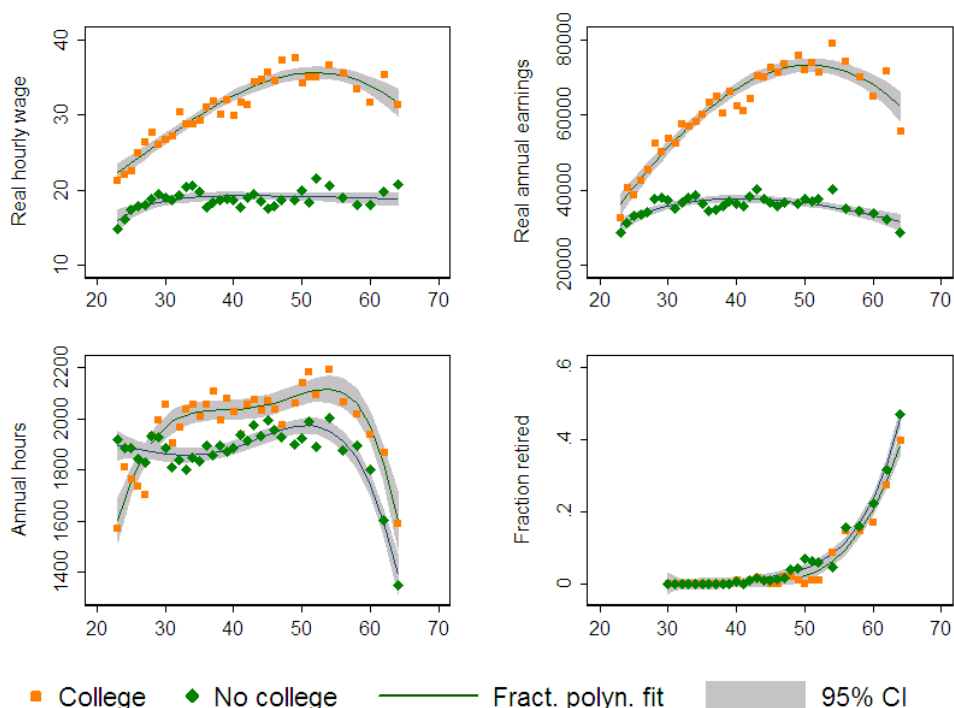 Real hourly wage
40
30
20
10
20 30 40 50 60 70
Real annual earnings
80000
60000
40000
20000
20 30 40 50 60 70
Annual hours
2200
2000
1800
1600
1400
20 30 40 50 60 70
Fraction retired
.6
.4
.2
0
20 30 40 50 60 70
College No college Fract. polyn. fit 95% CI